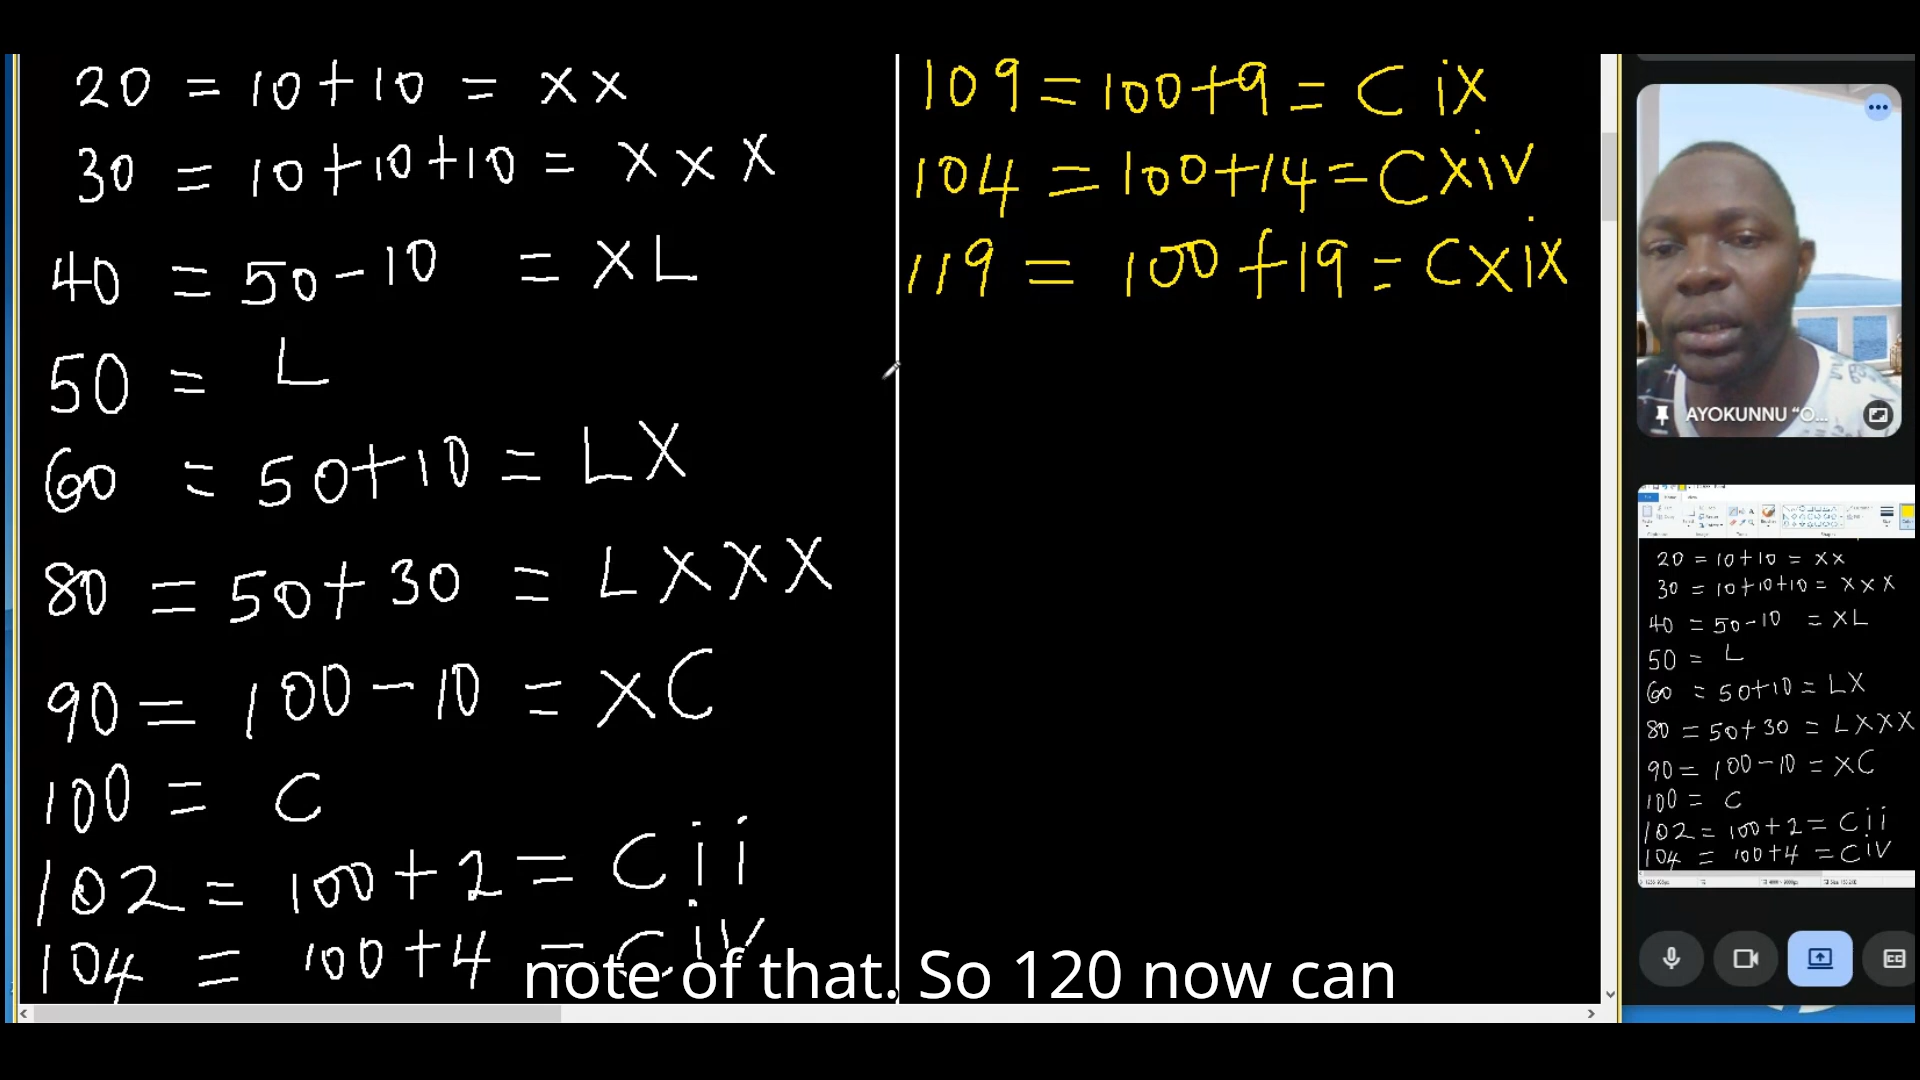 20 = 10+10 = XX
30 = 10+10+10 = XXX
40 = 50-10 = XL
50 = L
60 = 50+10 = LX
80 = 50+30 = LXXX
90 = 100-10 = XC
100 = C
102 = 100+2 = Cii
104 = 100+4 = Civ
109 = 100+9 = Cix
104 = 100+14 = Cxiv
119 = 100+19 = Cxix
AYOKUNNU “O...
20 = 10+10 = XX
30 = 10+10+10 = XXX
40 = 50-10 = XL
50 = L
60 = 50+10 = LX
80 = 50+30 = LXXX
90 = 100-10 = XC
100 = C
102 = 100+2 = Cii
104 = 100+4 = Civ
CC
note of that. So 120 now can